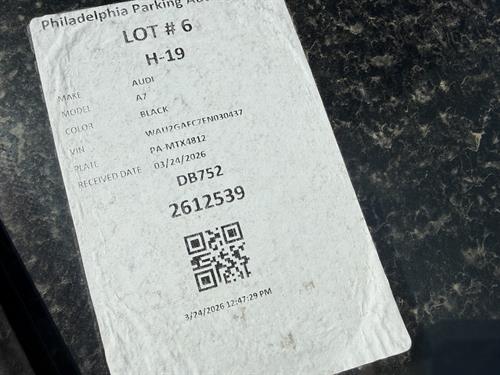 Philadelphia Parking
LOT # 6
H-19
MAKE AUDI
MODEL A7
COLOR BLACK
VIN WAU2GAFC7EN030437
PLATE PA-MTX4812
RECEIVED DATE 03/24/2026
DB752
2612539
3/24/2026 12:47:29 PM